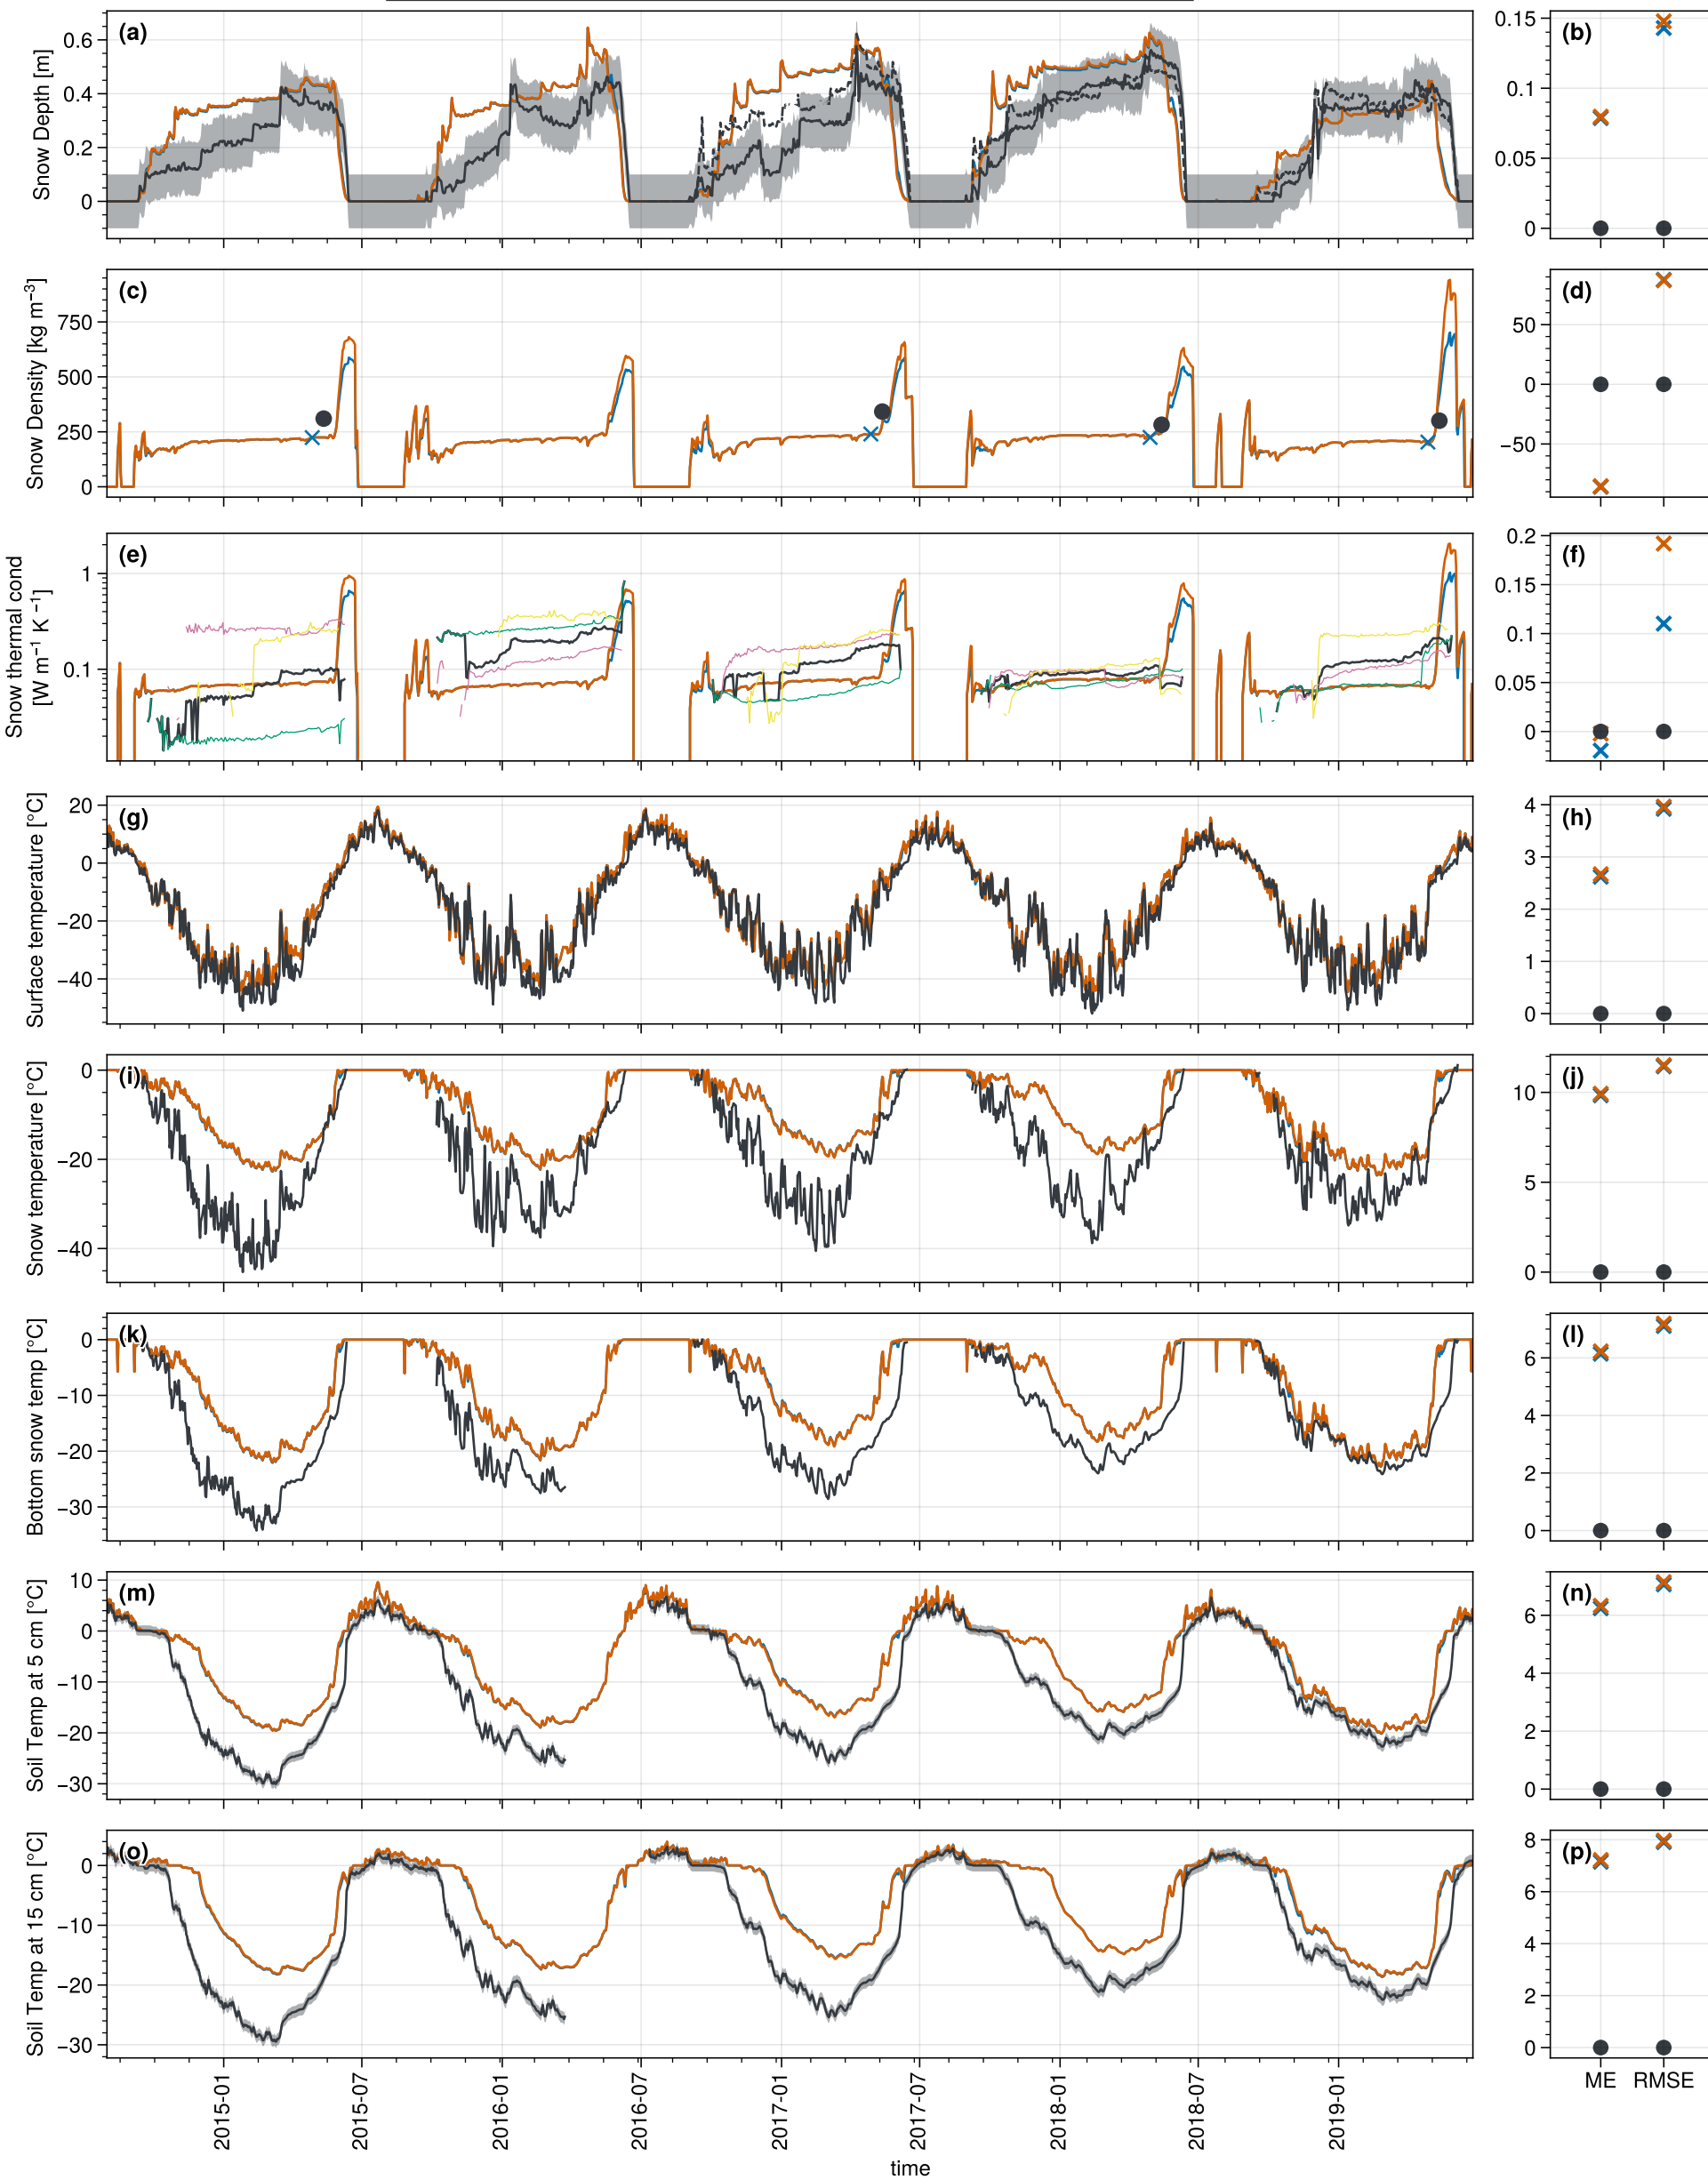 (a)
Snow Depth [m]
0.6
0.4
0.2
0
(b)
0.15
0.1
0.05
0
(c)
Snow Density [kg m⁻³]
750
500
250
0
(d)
50
0
−50
(e)
Snow thermal cond
[W m⁻¹ K⁻¹]
1
0.1
(f)
0.2
0.15
0.1
0.05
0
(g)
Surface temperature [°C]
20
0
−20
−40
(h)
4
3
2
1
0
(i)
Snow temperature [°C]
0
−20
−40
(j)
10
5
0
(k)
Bottom snow temp [°C]
0
−10
−20
−30
(l)
6
4
2
0
(m)
Soil Temp at 5 cm [°C]
10
0
−10
−20
−30
(n)
6
4
2
0
(o)
Soil Temp at 15 cm [°C]
0
−10
−20
−30
(p)
8
6
4
2
0
2015-01
2015-07
2016-01
2016-07
2017-01
2017-07
2018-01
2018-07
2019-01
time
ME RMSE